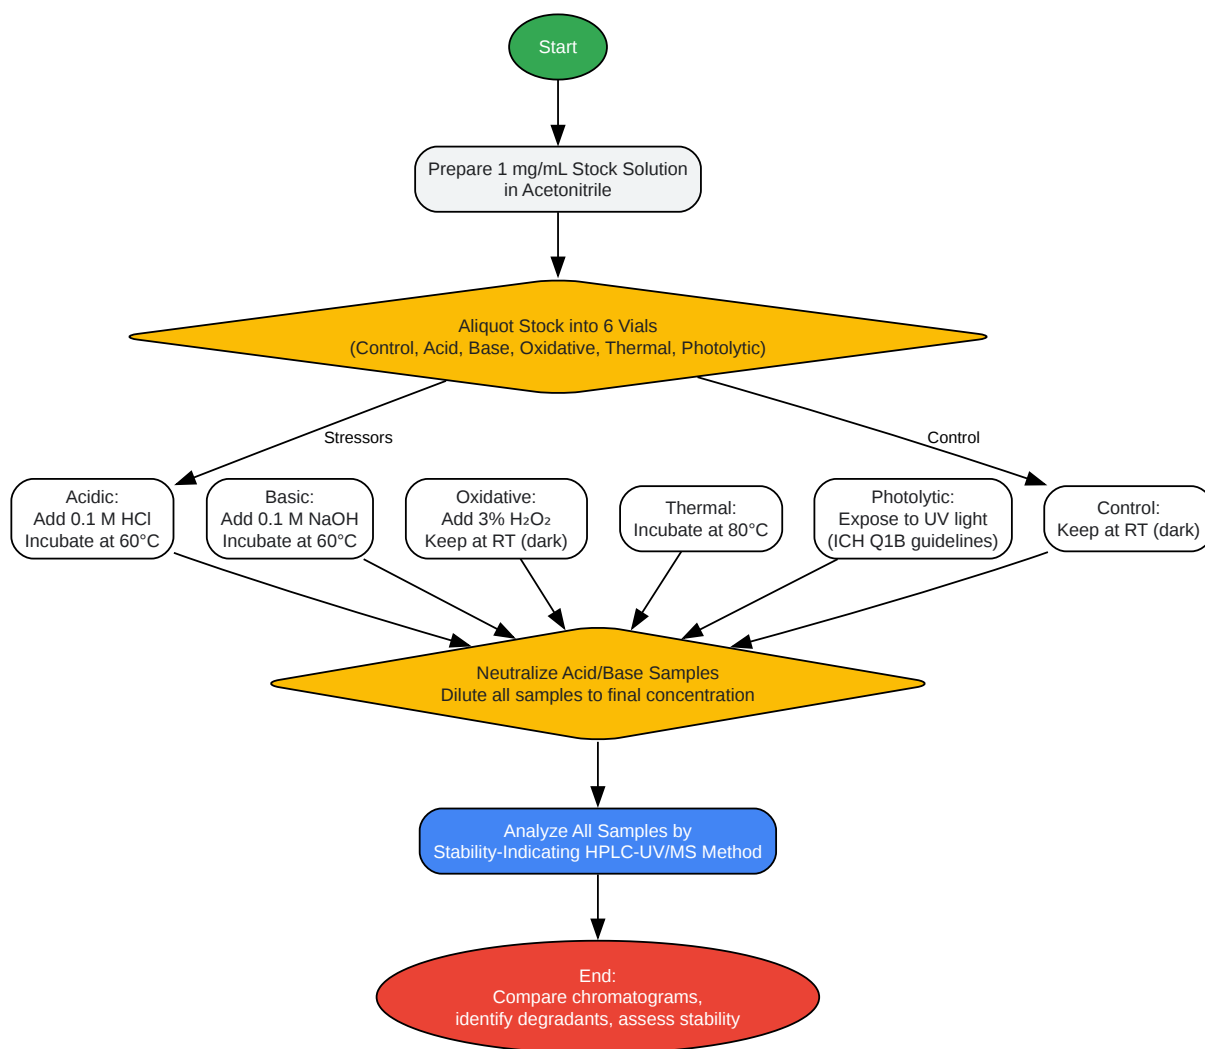 Start
Prepare 1 mg/mL Stock Solution
in Acetonitrile
Aliquot Stock into 6 Vials
(Control, Acid, Base, Oxidative, Thermal, Photolytic)
Stressors
Control
Acidic:
Add 0.1 M HCl
Incubate at 60°C
Basic:
Add 0.1 M NaOH
Incubate at 60°C
Oxidative:
Add 3% H₂O₂
Keep at RT (dark)
Thermal:
Incubate at 80°C
Photolytic:
Expose to UV light
(ICH Q1B guidelines)
Control:
Keep at RT (dark)
Neutralize Acid/Base Samples
Dilute all samples to final concentration
Analyze All Samples by
Stability-Indicating HPLC-UV/MS Method
End:
Compare chromatograms,
identify degradants, assess stability